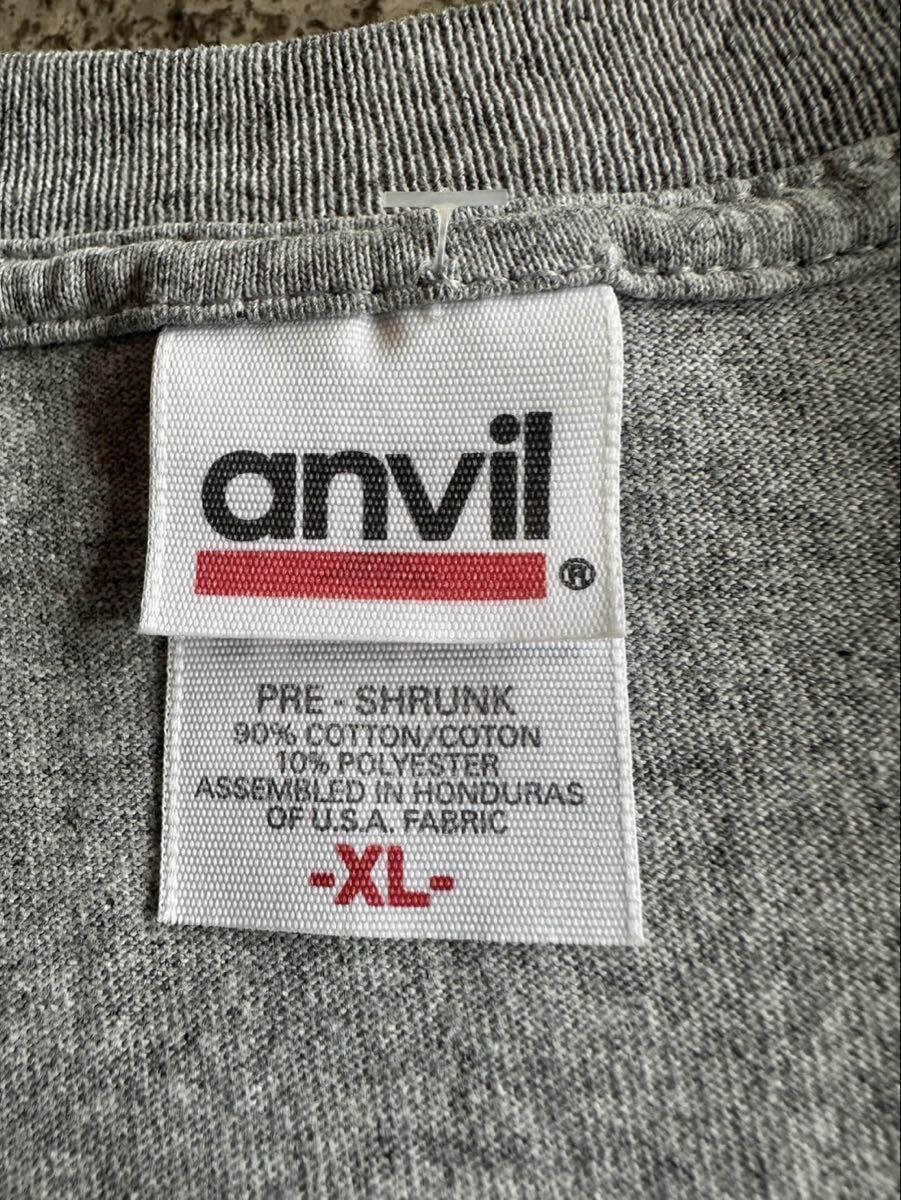 anvil®
PRE - SHRUNK
90% COTTON/COTON
10% POLYESTER
ASSEMBLED IN HONDURAS
OF U.S.A. FABRIC
-XL-